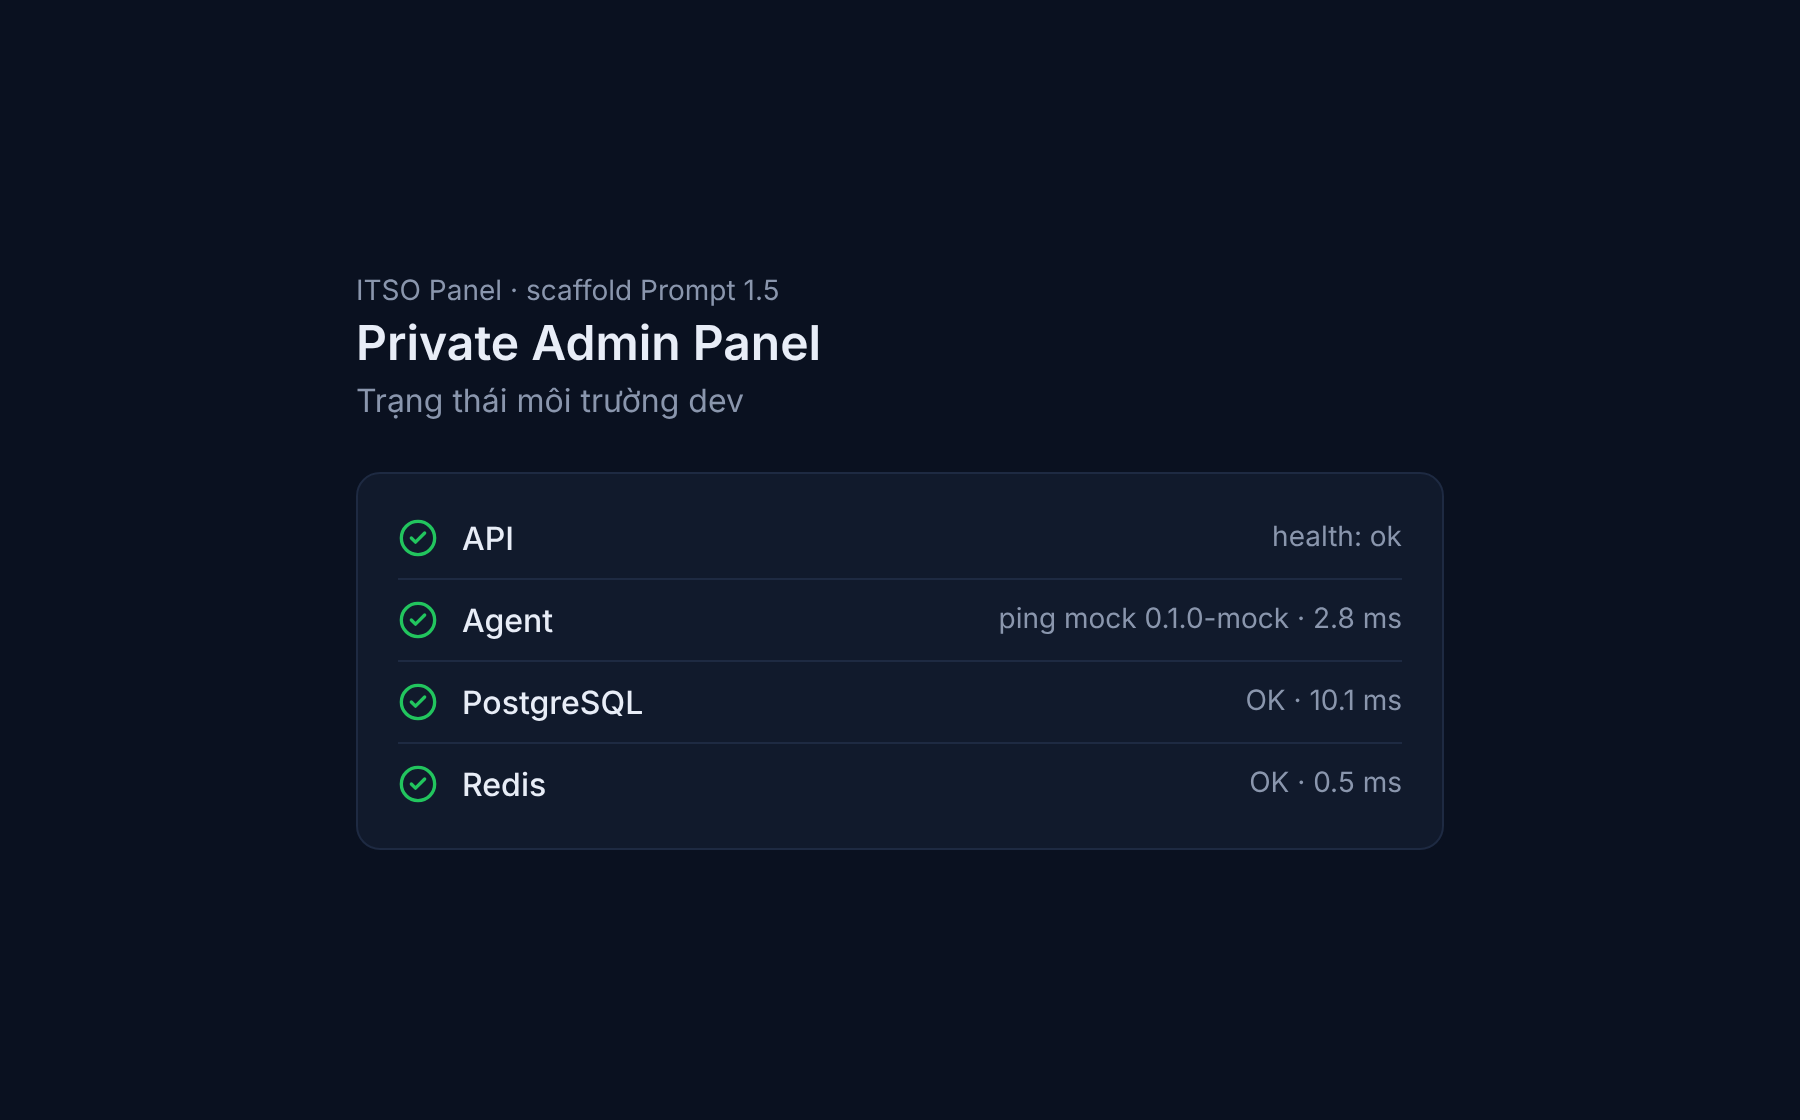 ITSO Panel · scaffold Prompt 1.5
Private Admin Panel
Trạng thái môi trường dev
API health: ok
Agent ping mock 0.1.0-mock · 2.8 ms
PostgreSQL OK · 10.1 ms
Redis OK · 0.5 ms